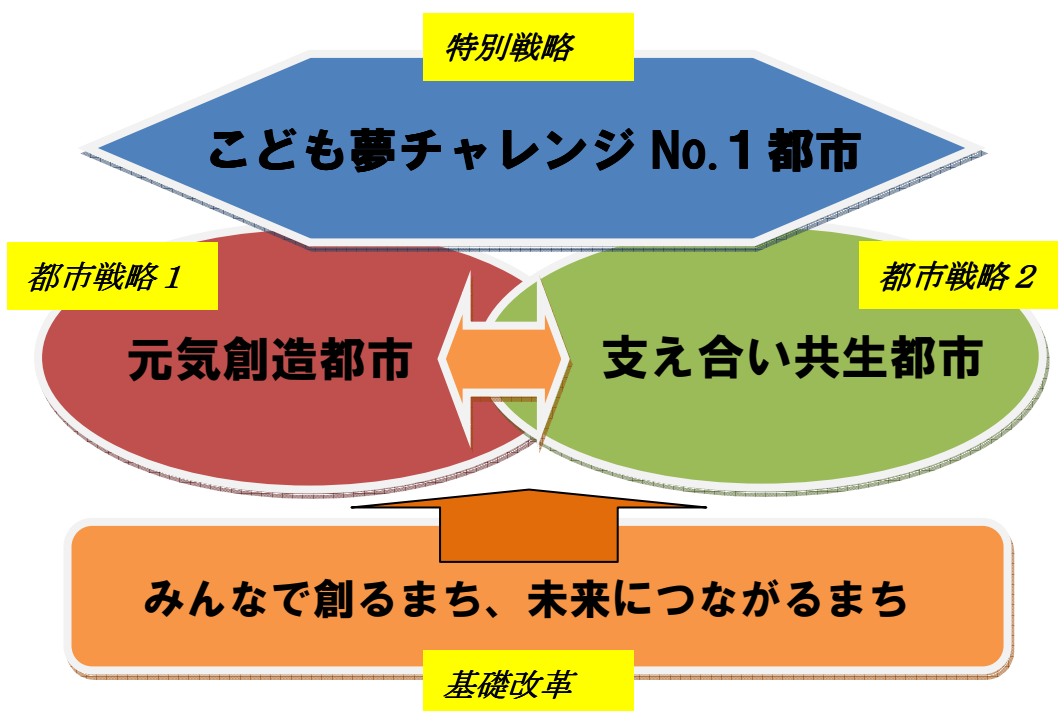 特別戦略
こども夢チャレンジ No.1都市
都市戦略1
都市戦略2
元気創造都市
支え合い共生都市
みんなで創るまち、未来につながるまち
基礎改革